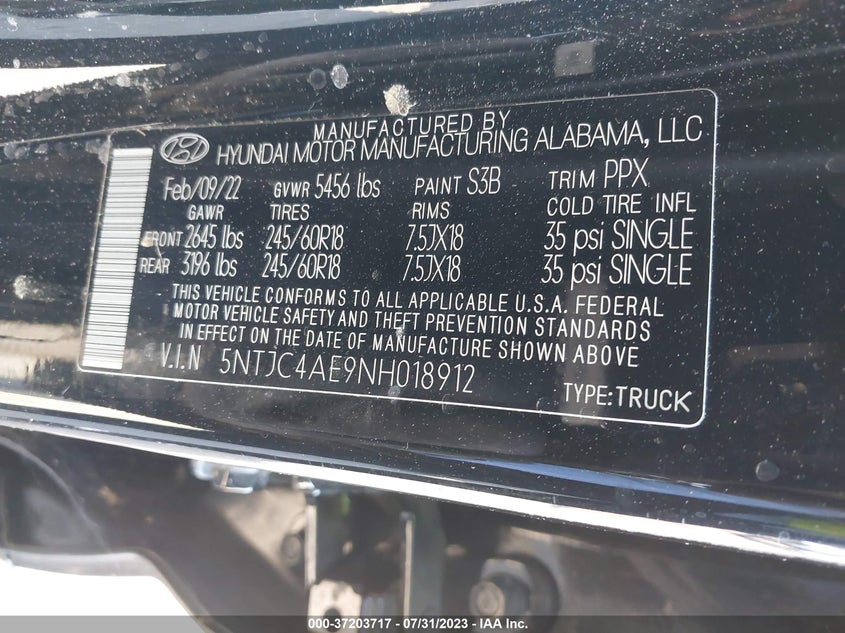 MANUFACTURED BY
HYUNDAI MOTOR MANUFACTURING ALABAMA, LLC
Feb/09/22 GVWR 5456 lbs PAINT S3B TRIM PPX
GAWR TIRES RIMS COLD TIRE INFL
FRONT 2645 lbs 245/60R18 7.5JX18 35 psi SINGLE
REAR 3196 lbs 245/60R18 7.5JX18 35 psi SINGLE
THIS VEHICLE CONFORMS TO ALL APPLICABLE U.S.A. FEDERAL
MOTOR VEHICLE SAFETY AND THEFT PREVENTION STANDARDS
IN EFFECT ON THE DATE OF MANUFACTURE SHOWN ABOVE
V.I.N 5NTJC4AE9NH018912
TYPE:TRUCK
000-37203717 - 07/31/2023 - © IAA Inc.